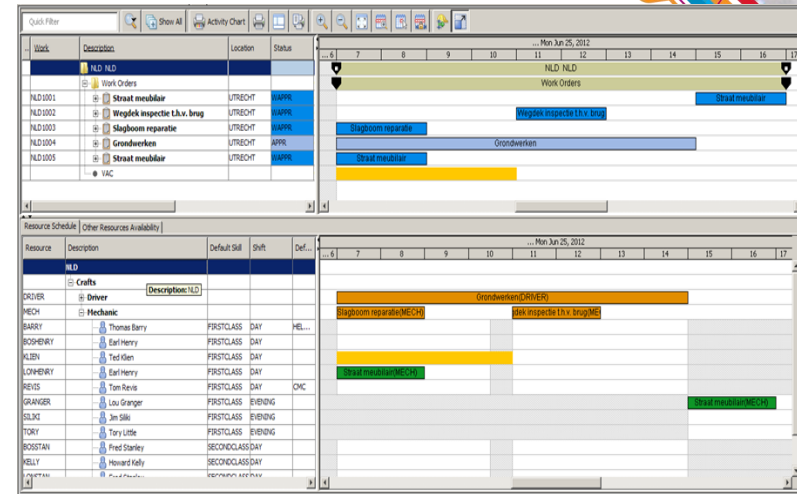 Quick Filter Show All Activity Chart
.. Work Description Location Status
... Mon Jun 25, 2012
... 6 7 8 9 10 11 12 13 14 15 16 17
NLD NLD NLD NLD
Work Orders Work Orders
NLD1001 Straat meubilair UTRECHT WAPPR Straat meubilair
NLD1002 Wegdek inspectie t.h.v. brug UTRECHT WAPPR Wegdek inspectie t.h.v. brug
NLD1003 Slagboom reparatie UTRECHT WAPPR Slagboom reparatie
NLD1004 Grondwerken UTRECHT APPR Grondwerken
NLD1005 Straat meubilair UTRECHT WAPPR Straat meubilair
VAC
Resource Schedule Other Resources Availability
Resource Description Default Skill Shift Def...
... Mon Jun 25, 2012
... 6 7 8 9 10 11 12 13 14 15 16 17
NLD
Crafts
Description: NLD
DRIVER Driver Grondwerken(DRIVER)
MECH Mechanic Slagboom reparatie(MECH) dek inspectie t.h.v. brug(ME
BARRY Thomas Barry FIRSTCLASS DAY HEL...
BOSHENRY Earl Henry FIRSTCLASS DAY
KLIEN Ted Klien FIRSTCLASS DAY
LONHENRY Earl Henry FIRSTCLASS DAY Straat meubilair(MECH)
REVIS Tom Revis FIRSTCLASS DAY CMC
GRANGER Lou Granger FIRSTCLASS EVENING Straat meubilair(MECH)
SILIKI Jim Silki FIRSTCLASS EVENING
TORY Tory Little FIRSTCLASS EVENING
BOSSTAN Fred Stanley SECONDCLASS DAY
KELLY Howard Kelly SECONDCLASS DAY